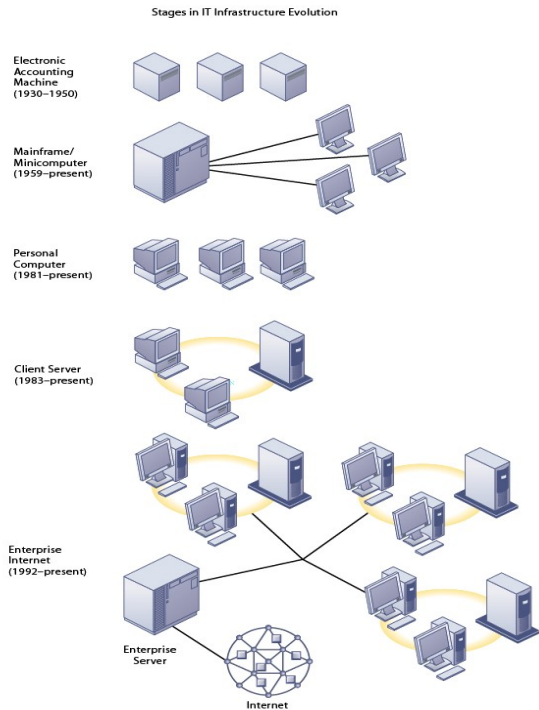 Stages in IT Infrastructure Evolution
Electronic
Accounting
Machine
(1930–1950)
Mainframe/
Minicomputer
(1959–present)
Personal
Computer
(1981–present)
Client Server
(1983–present)
Enterprise
Internet
(1992–present)
Enterprise
Server
Internet